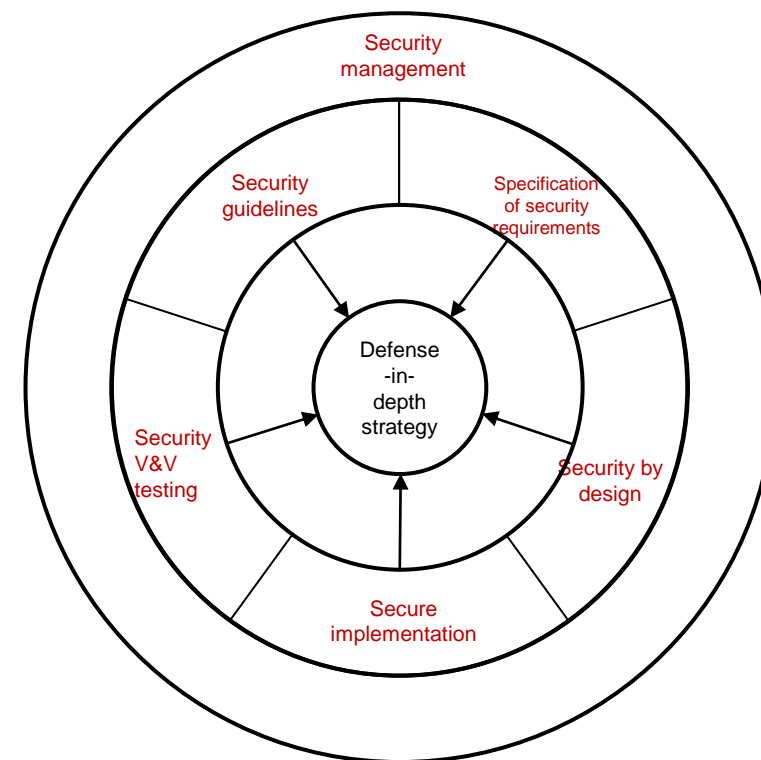 Security
management
Security
guidelines
Specification
of security
requirements
Defense
-in-
depth
strategy
Security
V&V
testing
Security by
design
Secure
implementation